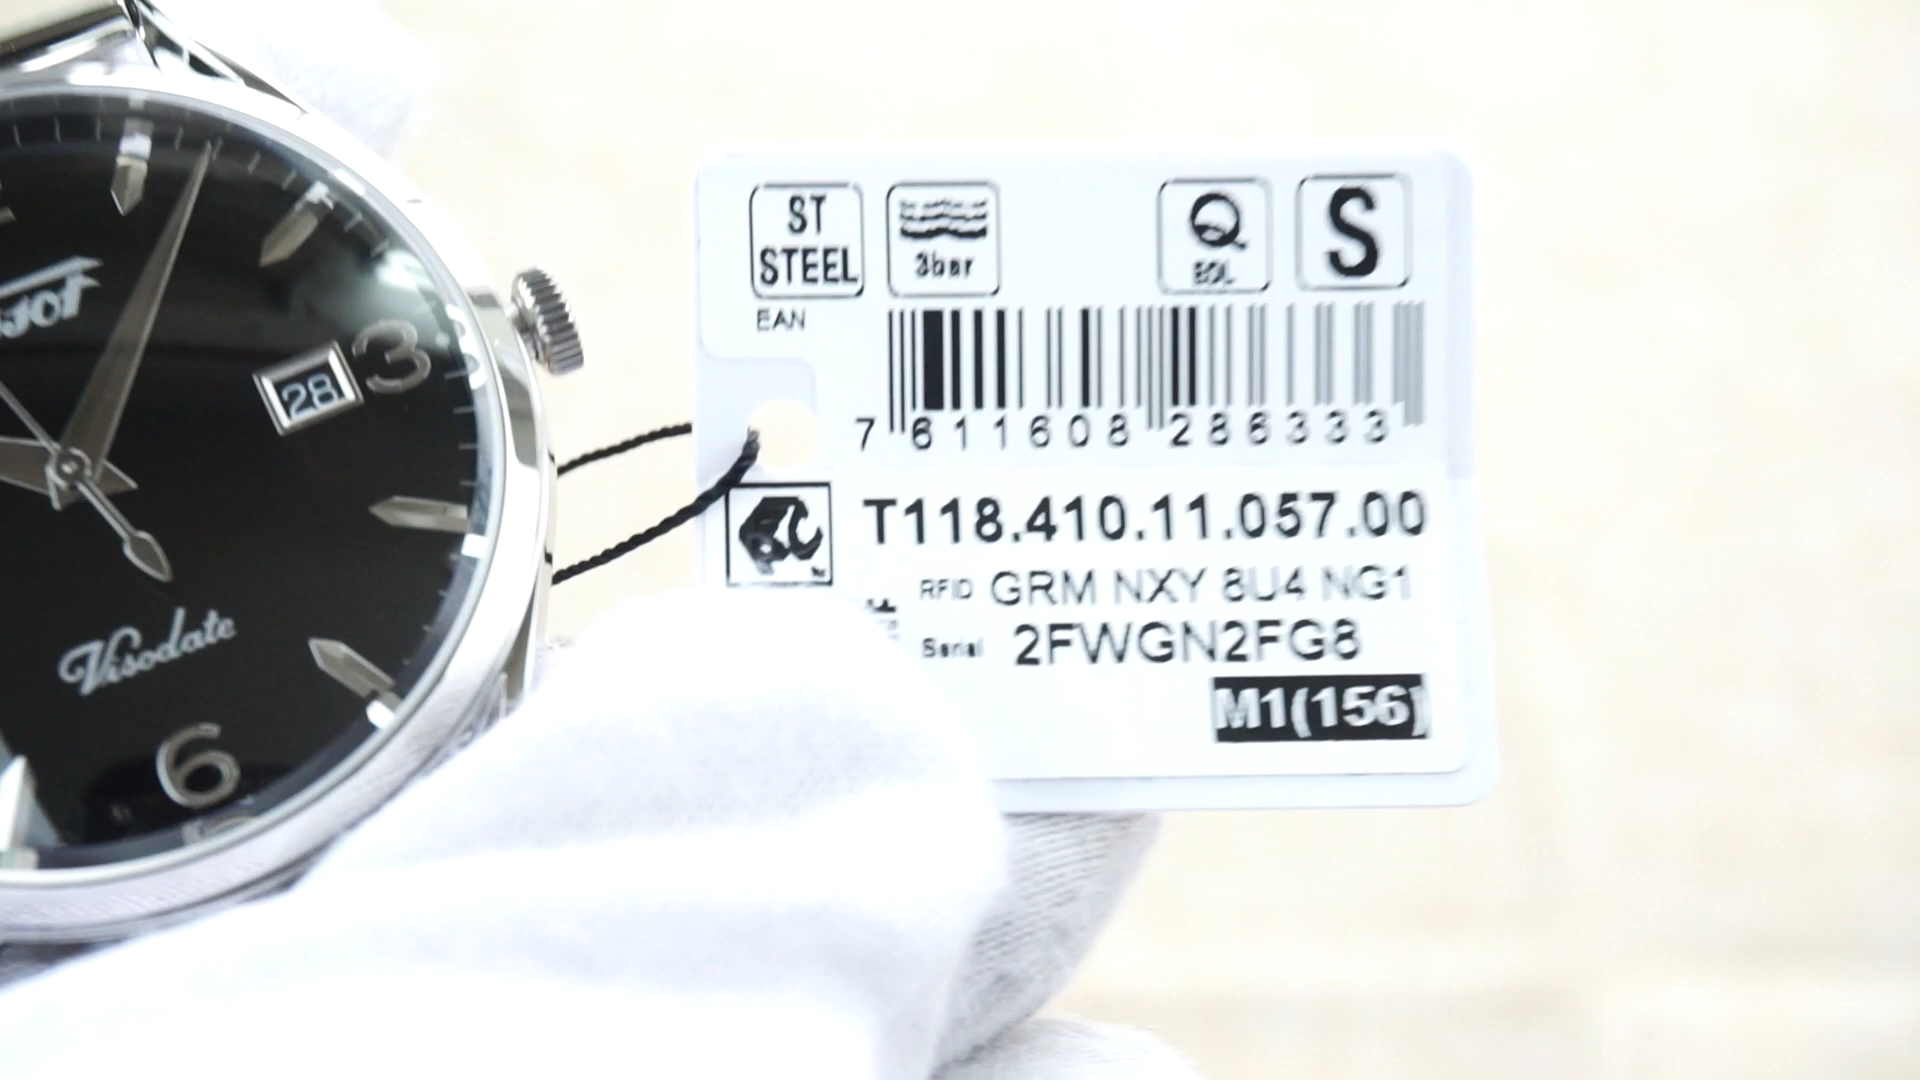 28
3
Visodate
6
ST
STEEL
3bar
Q
EOL
S
EAN
7 611608 286333
T118.410.11.057.00
RFID GRM NXY 8U4 NG1
Serial 2FWGN2FG8
M1(156)